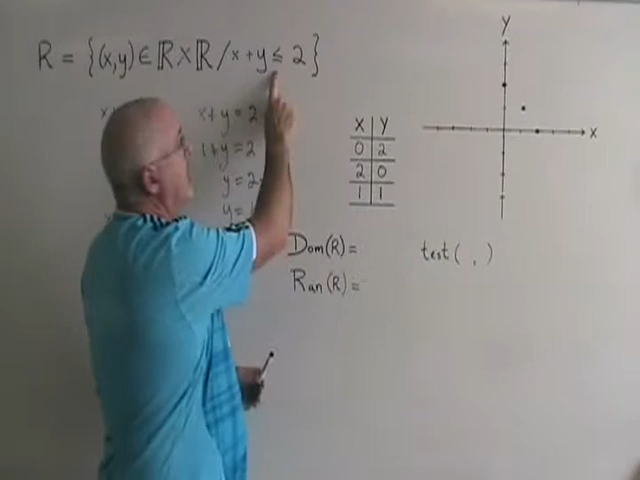 R = {(x,y) ∈ ℝ X ℝ / x + y ≤ 2}
x + y = 2
1 + y = 2
y = 2
y =
X Y
0 2
2 0
1 1
Y
X
Dom(R) =
Ran(R) =
test( , )